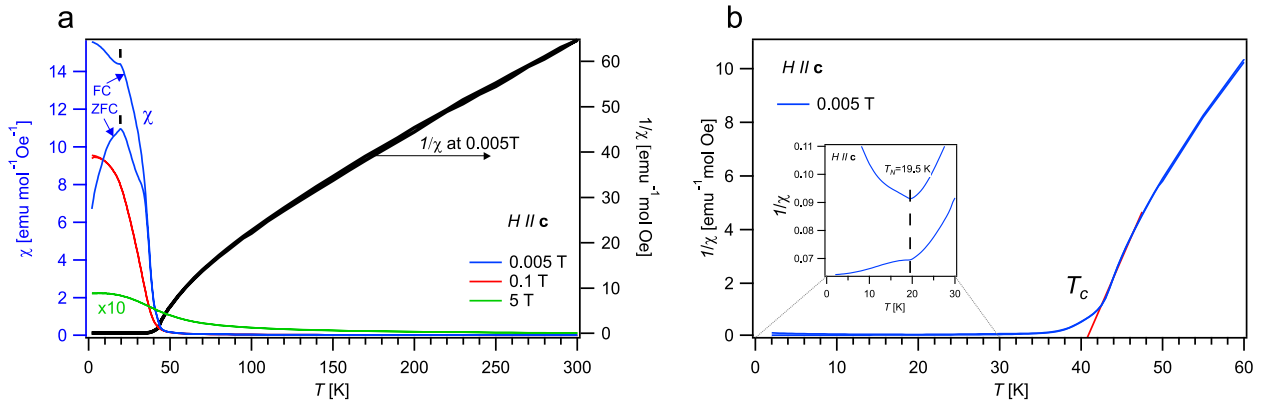 a
χ [emu mol⁻¹Oe⁻¹]
14
12
10
8
6
4
2
0
FC
ZFC
χ
1/χ at 0.005T
H // c
0.005 T
0.1 T
5 T
x10
60
50
40
30
20
10
0
1/χ [emu⁻¹ mol Oe]
0 50 100 150 200 250 300
T [K]
b
1/χ [emu⁻¹ mol Oe]
10
8
6
4
2
0
H // c
0.005 T
1/χ
0.11
0.10
0.09
0.08
0.07
H // c
T_N=19.5 K
0 10 20 30
T [K]
T_c
0 10 20 30 40 50 60
T [K]